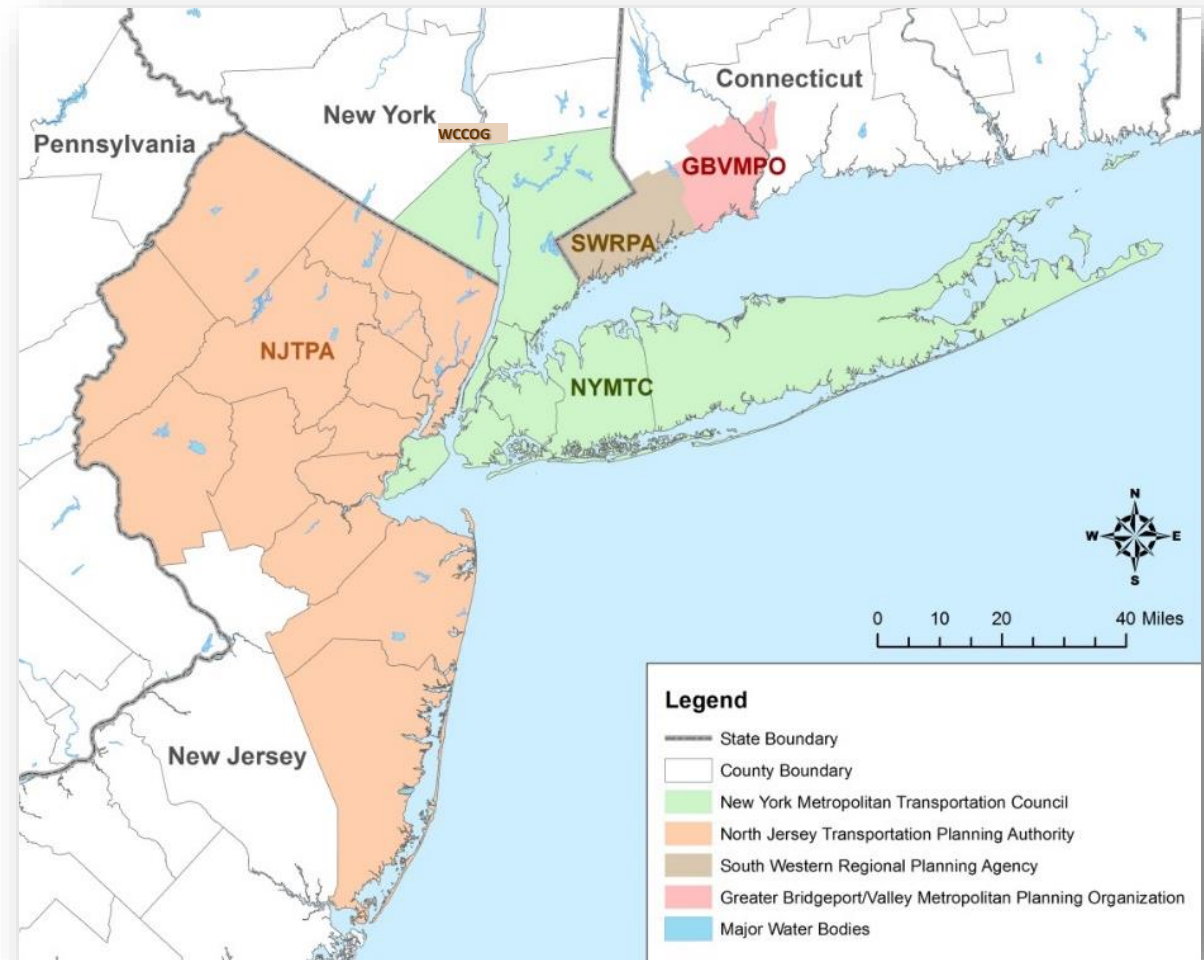 Connecticut
New York
WCCOG
Pennsylvania
GBVMPO
SWRPA
NJTPA
NYMTC
N
W E
S
0 10 20 40 Miles
New Jersey
Legend
State Boundary
County Boundary
New York Metropolitan Transportation Council
North Jersey Transportation Planning Authority
South Western Regional Planning Agency
Greater Bridgeport/Valley Metropolitan Planning Organization
Major Water Bodies